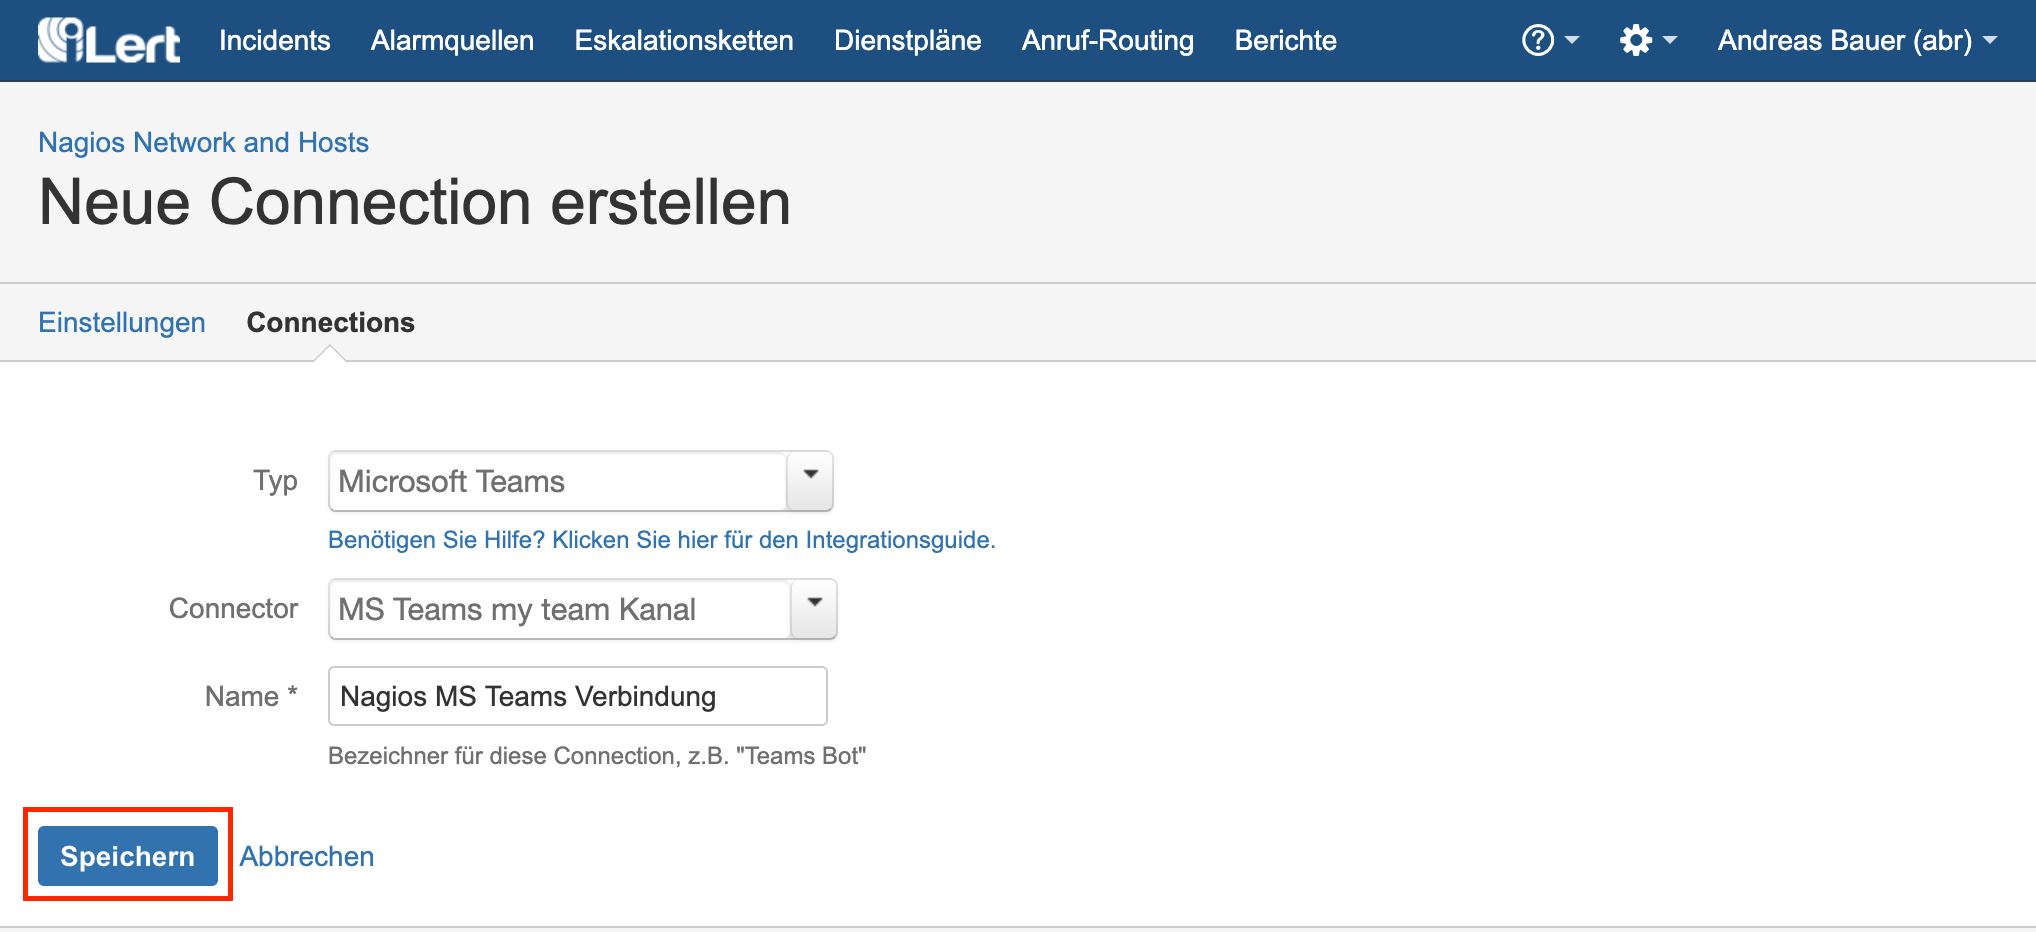 iLert Incidents Alarmquellen Eskalationsketten Dienstpläne Anruf-Routing Berichte ? Andreas Bauer (abr)
Nagios Network and Hosts
Neue Connection erstellen
Einstellungen Connections
Typ Microsoft Teams
Benötigen Sie Hilfe? Klicken Sie hier für den Integrationsguide.
Connector MS Teams my team Kanal
Name * Nagios MS Teams Verbindung
Bezeichner für diese Connection, z.B. "Teams Bot"
Speichern Abbrechen